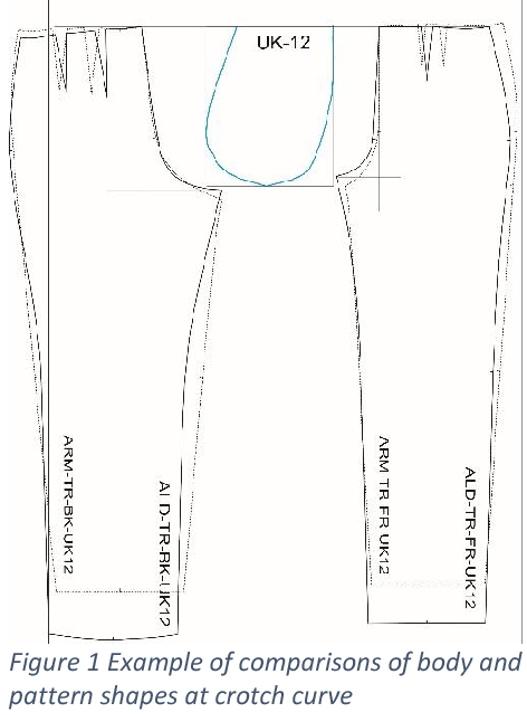 UK-12
ARM-TR-BK-UK12
ALD-TR-BK-UK12
ARM TR FR UK12
ALD-TR-FR-UK12
Figure 1 Example of comparisons of body and
pattern shapes at crotch curve